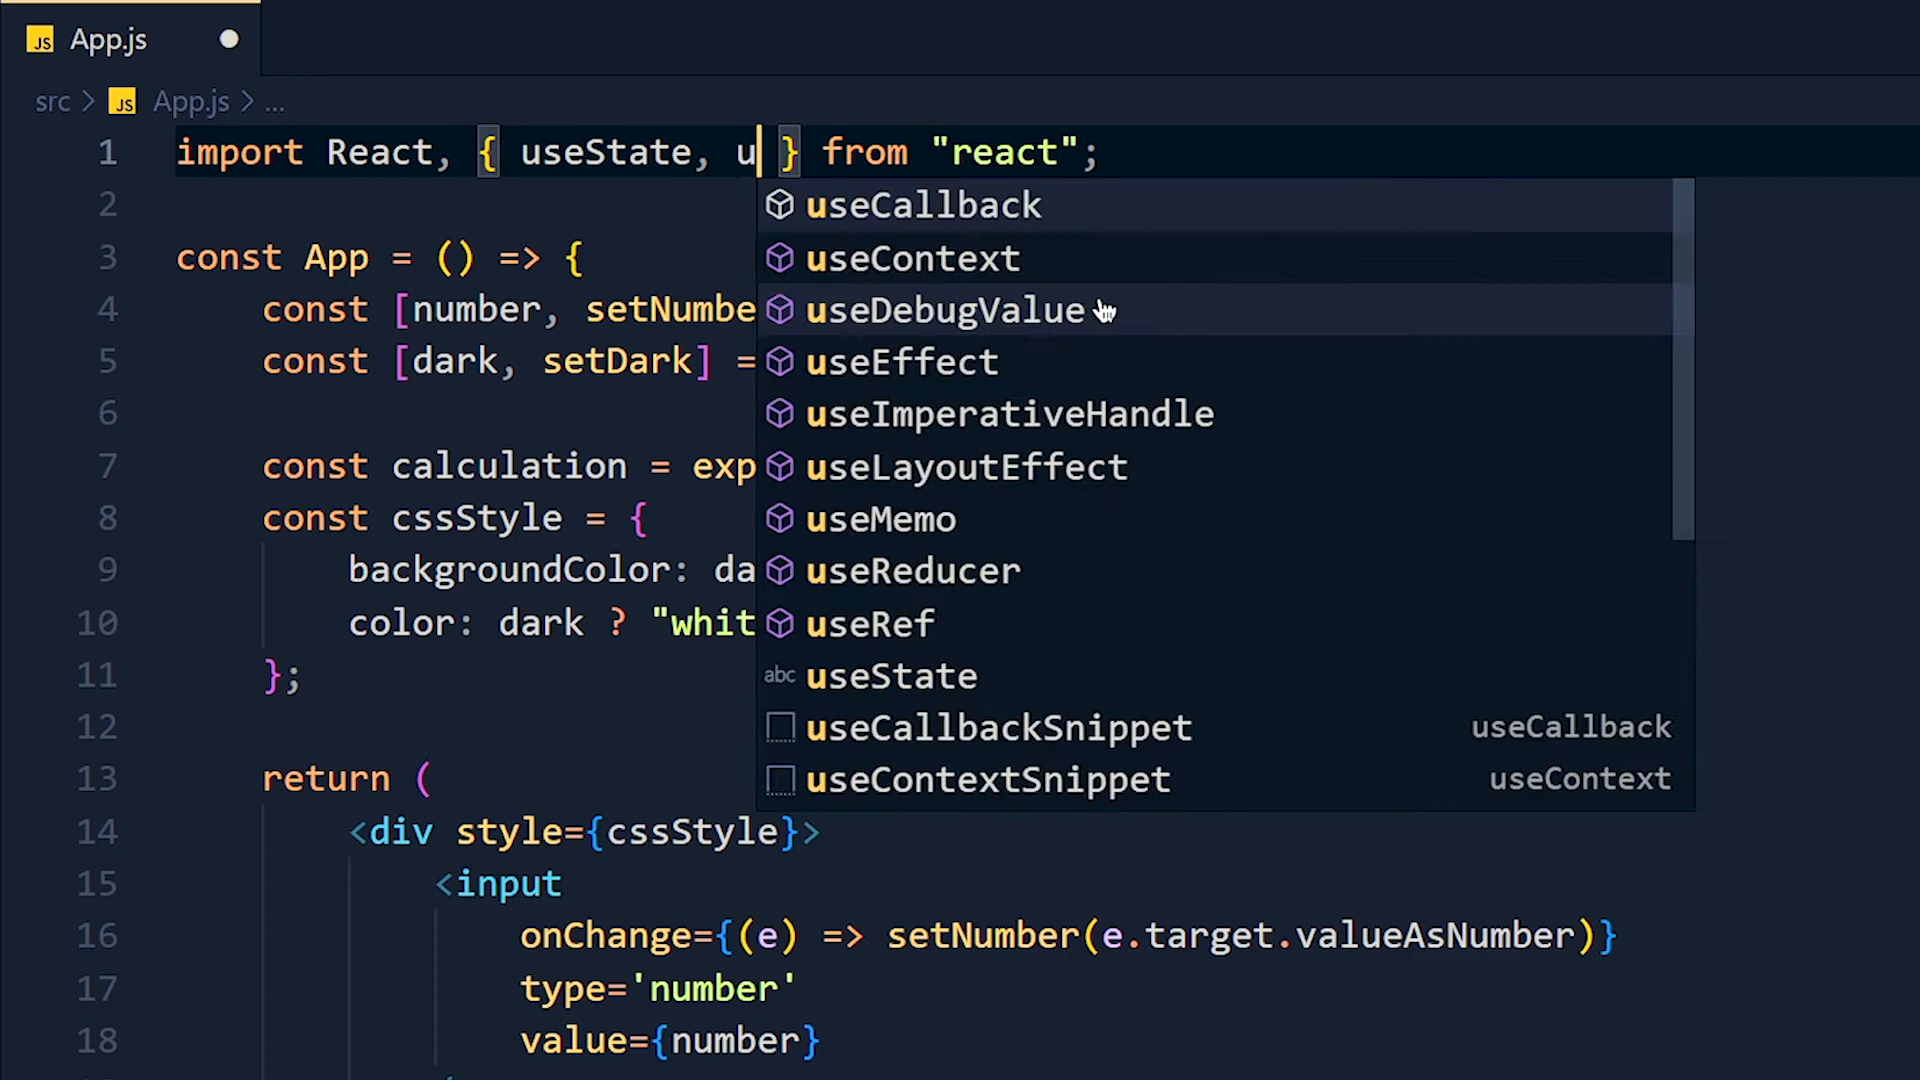 JS App.js
src > JS App.js > ...
1 import React, { useState, u } from "react";
useCallback
2
useContext
3 const App = () => {
4 const [number, setNumbe
useDebugValue
5 const [dark, setDark] =
useEffect
6
useImperativeHandle
7 const calculation = exp
useLayoutEffect
8 const cssStyle = {
useMemo
9 backgroundColor: da
useReducer
10 color: dark ? "whit
useRef
11 };
abc useState
12
useCallbackSnippet useCallback
13 return (
useContextSnippet useContext
14 <div style={cssStyle}>
15 <input
16 onChange={(e) => setNumber(e.target.valueAsNumber)}
17 type='number'
18 value={number}